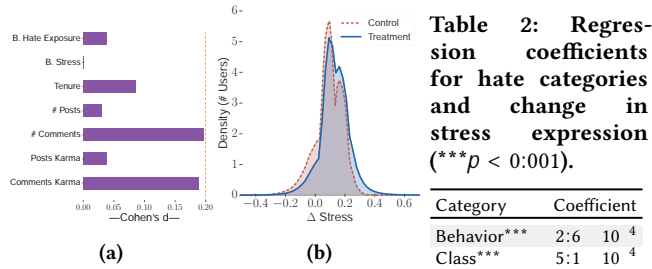 B. Hate Exposure
B. Stress
Tenure
# Posts
# Comments
Posts Karma
Comments Karma
0.00 0.05 0.10 0.15 0.20
—Cohen's d—
(a)
Density (# Users)
6
5
4
3
2
1
0
Control
Treatment
−0.4 −0.2 0.0 0.2 0.4 0.6
Δ Stress
(b)
Table 2: Regres-
sion coefficients
for hate categories
and change in
stress expression
(***p < 0:001).
Category Coefficient
Behavior*** 2:6 10 4
Class*** 5:1 10 4